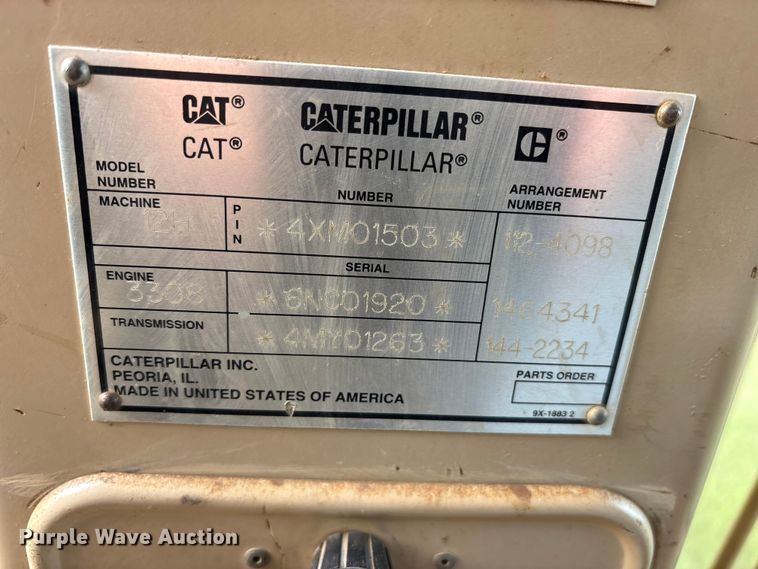 CAT® CATERPILLAR® ®
CAT® CATERPILLAR®
MODEL NUMBER NUMBER ARRANGEMENT NUMBER
MACHINE 12H PIN *4XM01503* 112-4098
SERIAL
ENGINE 3306 *6NC01920* 1464341
TRANSMISSION *4MY01263* 144-2234
CATERPILLAR INC.
PEORIA, IL.
MADE IN UNITED STATES OF AMERICA
PARTS ORDER
9X-1883 2
Purple Wave Auction®